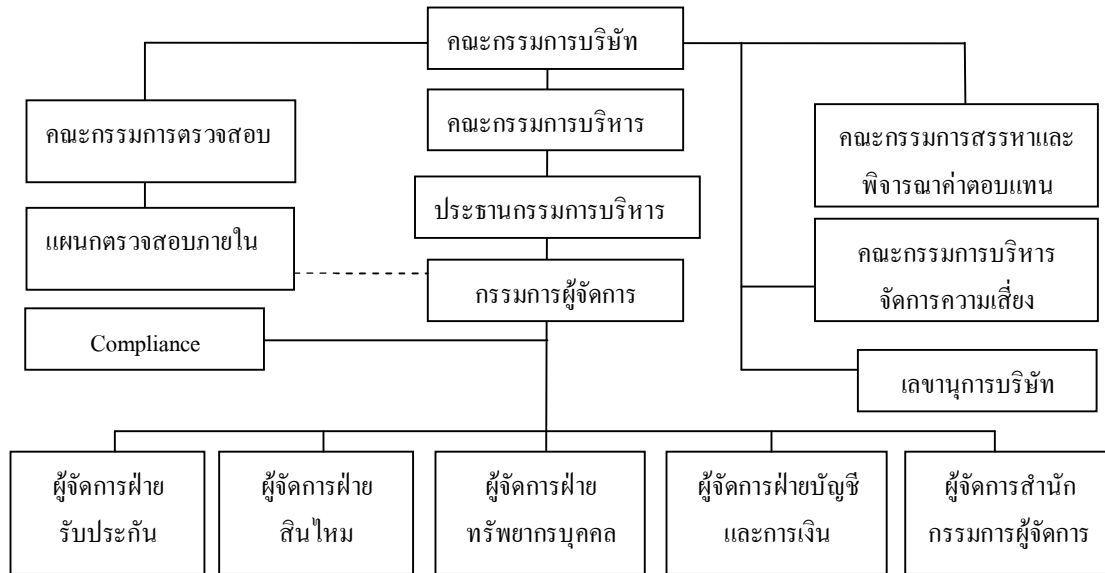 คณะกรรมการบริษัท
คณะกรรมการตรวจสอบ
คณะกรรมการบริหาร
คณะกรรมการสรรหาและ
พิจารณาค่าตอบแทน
ประธานกรรมการบริหาร
แผนกตรวจสอบภายใน
คณะกรรมการบริหาร
จัดการความเสี่ยง
กรรมการผู้จัดการ
Compliance
เลขานุการบริษัท
ผู้จัดการฝ่าย
รับประกัน
ผู้จัดการฝ่าย
สินไหม
ผู้จัดการฝ่าย
ทรัพยากรบุคคล
ผู้จัดการฝ่ายบัญชี
และการเงิน
ผู้จัดการสำนัก
กรรมการผู้จัดการ